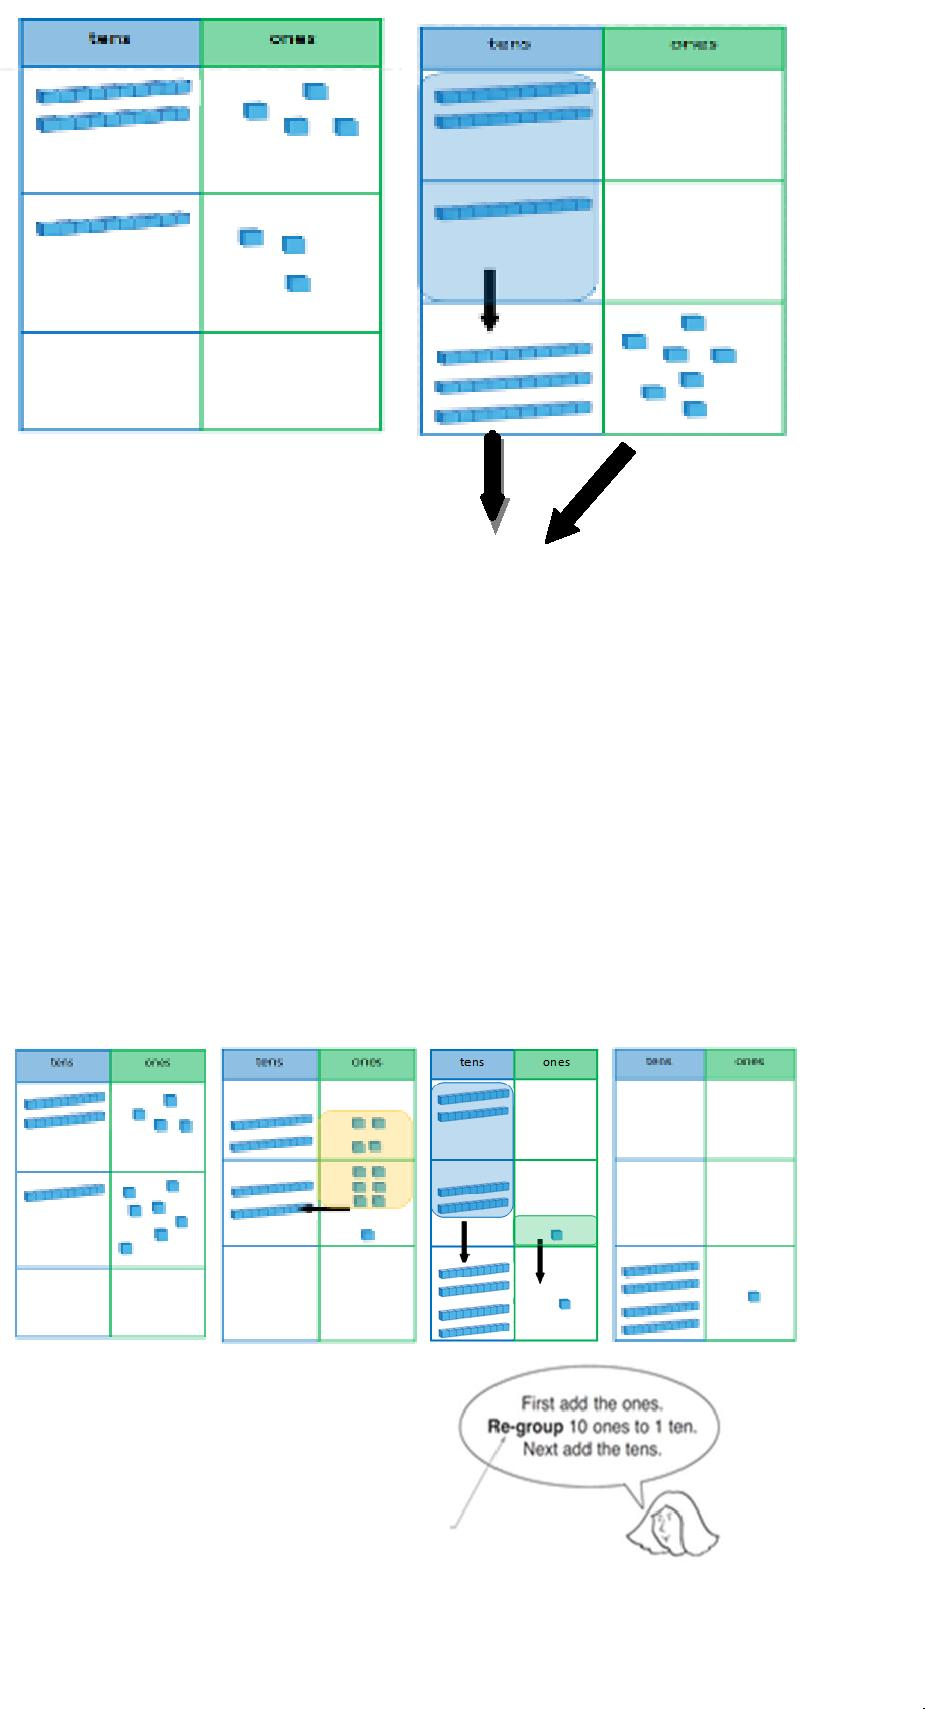 tens ones
tens ones
tens ones
tens ones
tens ones
tens ones
First add the ones.
Re-group 10 ones to 1 ten.
Next add the tens.